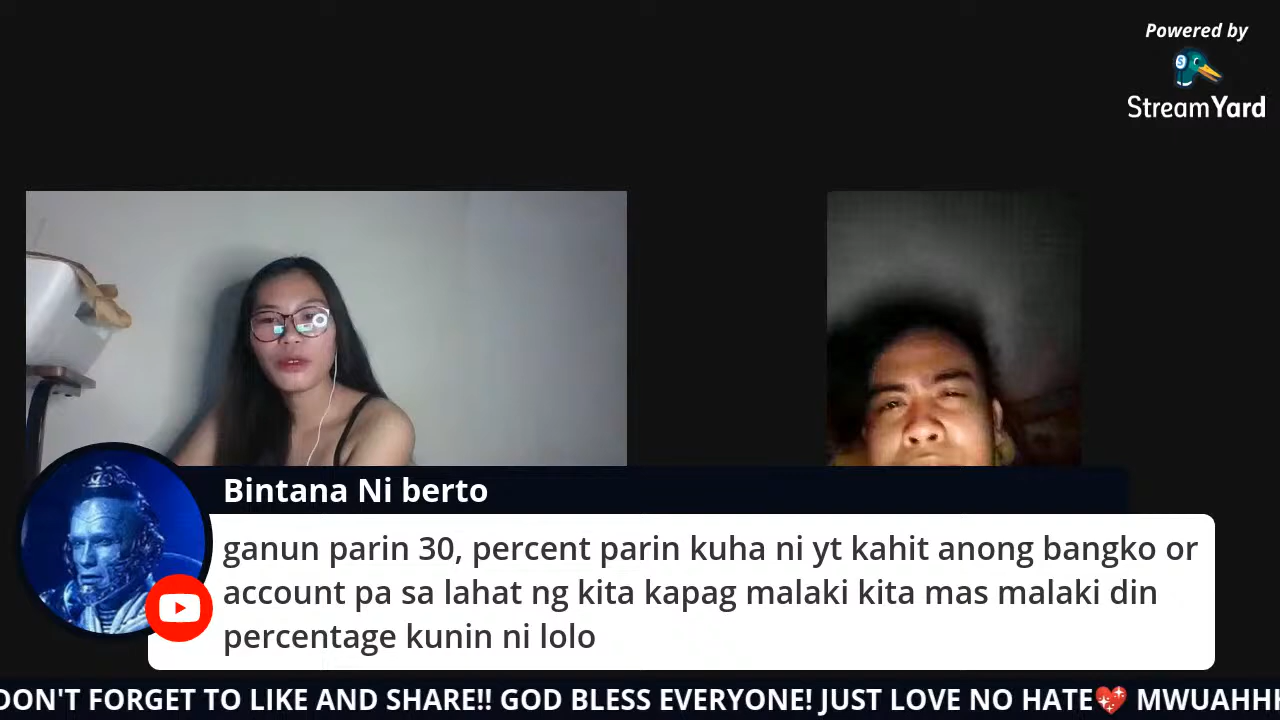 Powered by
StreamYard
Bintana Ni berto
ganun parin 30, percent parin kuha ni yt kahit anong bangko or
account pa sa lahat ng kita kapag malaki kita mas malaki din
percentage kunin ni lolo
DON'T FORGET TO LIKE AND SHARE!! GOD BLESS EVERYONE! JUST LOVE NO HATE💖 MWUAHHH